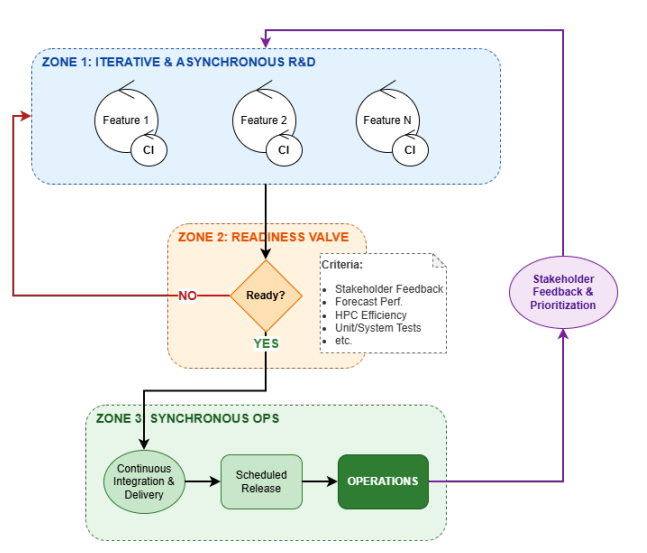 ZONE 1: ITERATIVE & ASYNCHRONOUS R&D
Feature 1
CI
Feature 2
CI
Feature N
CI
ZONE 2: READINESS VALVE
Criteria:
• Stakeholder Feedback
• Forecast Perf.
• HPC Efficiency
• Unit/System Tests
• etc.
Ready?
NO
YES
Stakeholder
Feedback &
Prioritization
ZONE 3: SYNCHRONOUS OPS
Continuous
Integration &
Delivery
Scheduled
Release
OPERATIONS